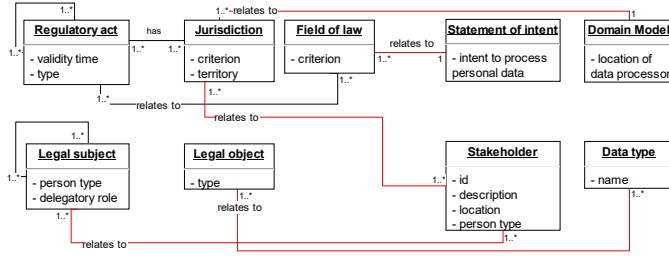 1..*
relates to
1
Regulatory act
- validity time
- type
1..*
has
1..*
1..*
Jurisdiction
- criterion
- territory
1..*
Field of law
- criterion
relates to
1..*
1
1..*
Statement of intent
- intent to process
personal data
Domain Model
- location of
data processor
1..*
relates to
1..*
relates to
1..*
1..*
Legal subject
- person type
- delegatory role
1..*
Legal object
- type
1..*
relates to
Stakeholder
- id
- description
- location
- person type
1..*
1..*
Data type
- name
1..*
relates to